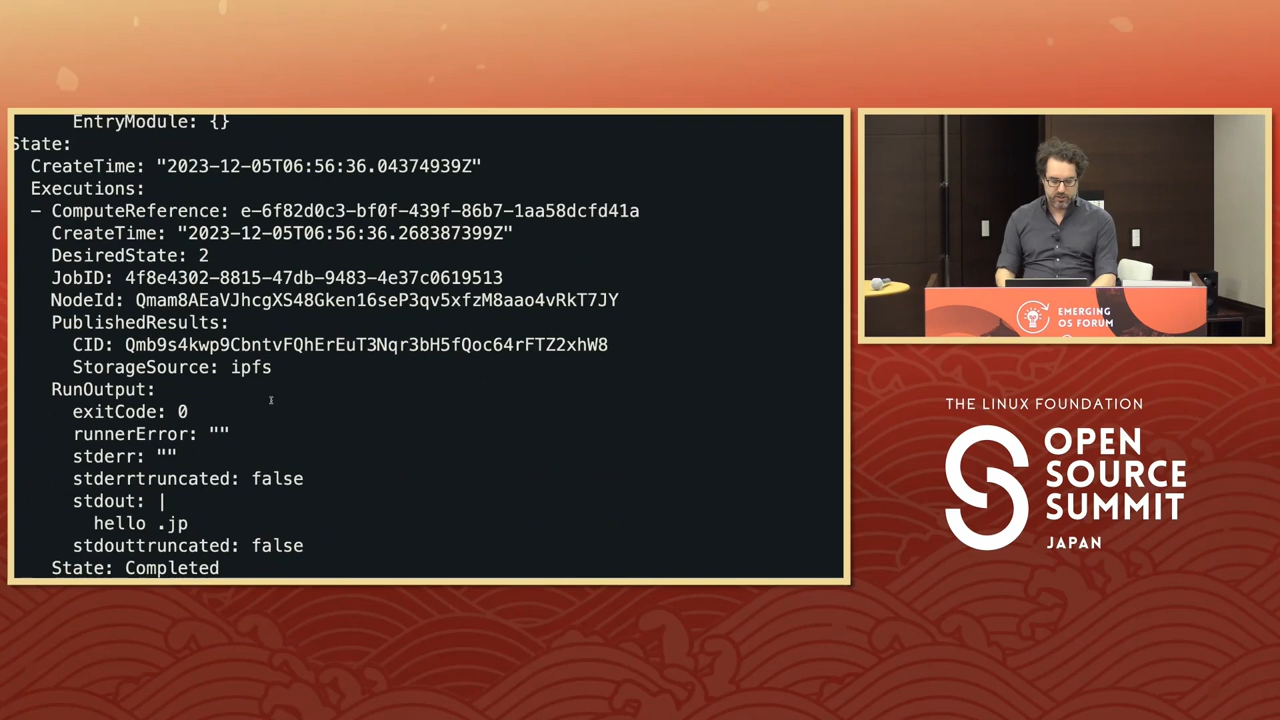 EntryModule: {}
State:
CreateTime: "2023-12-05T06:56:36.04374939Z"
Executions:
– ComputeReference: e-6f82d0c3-bf0f-439f-86b7-1aa58dcfd41a
CreateTime: "2023-12-05T06:56:36.268387399Z"
DesiredState: 2
JobID: 4f8e4302-8815-47db-9483-4e37c0619513
NodeId: Qmam8AEaVJhcgXS48Gken16seP3qv5xfzM8aao4vRkT7JY
PublishedResults:
CID: Qmb9s4kwp9CbntvFQhErEuT3Nqr3bH5fQoc64rFTZ2xhW8
StorageSource: ipfs
RunOutput:
exitCode: 0
runnerError: ""
stderr: ""
stderrtruncated: false
stdout: |
hello .jp
stdouttruncated: false
State: Completed
EMERGING
OS FORUM
THE LINUX FOUNDATION
OPEN
SOURCE
SUMMIT
JAPAN